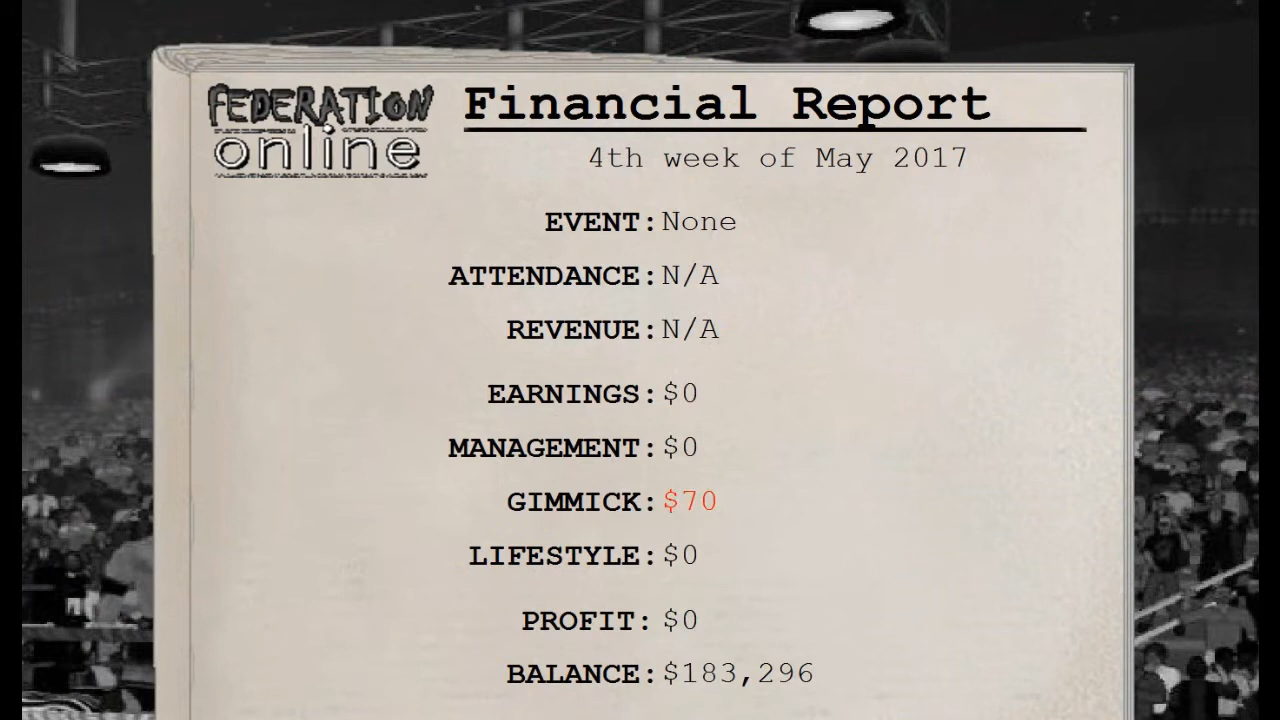 FEDERATION
online
Financial Report
4th week of May 2017
EVENT: None
ATTENDANCE: N/A
REVENUE: N/A
EARNINGS: $0
MANAGEMENT: $0
GIMMICK: $70
LIFESTYLE: $0
PROFIT: $0
BALANCE: $183,296